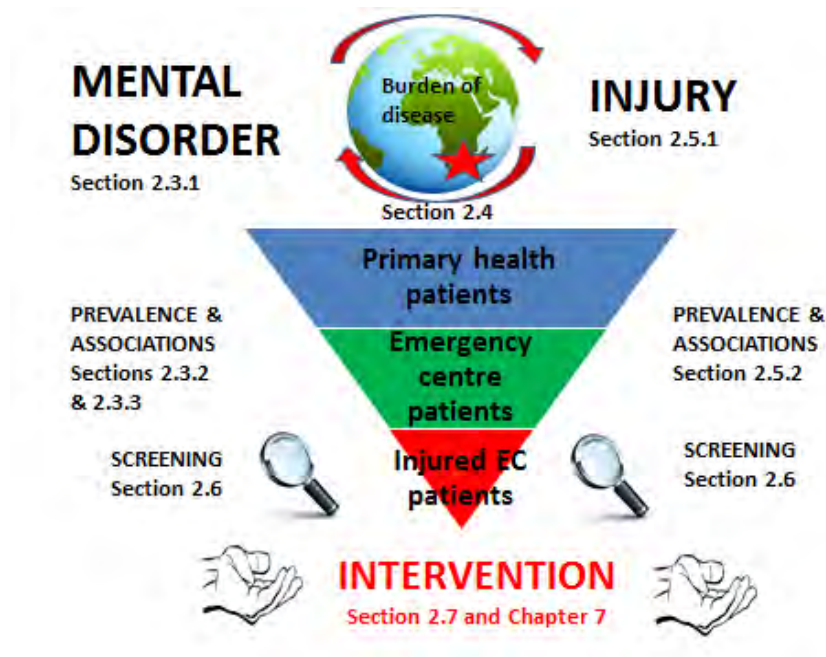 MENTAL
DISORDER
Section 2.3.1
Burden of
disease
INJURY
Section 2.5.1
Section 2.4
Primary health
patients
PREVALENCE &
ASSOCIATIONS
Sections 2.3.2
& 2.3.3
Emergency
centre
patients
PREVALENCE &
ASSOCIATIONS
Section 2.5.2
SCREENING
Section 2.6
Injured EC
patients
SCREENING
Section 2.6
INTERVENTION
Section 2.7 and Chapter 7